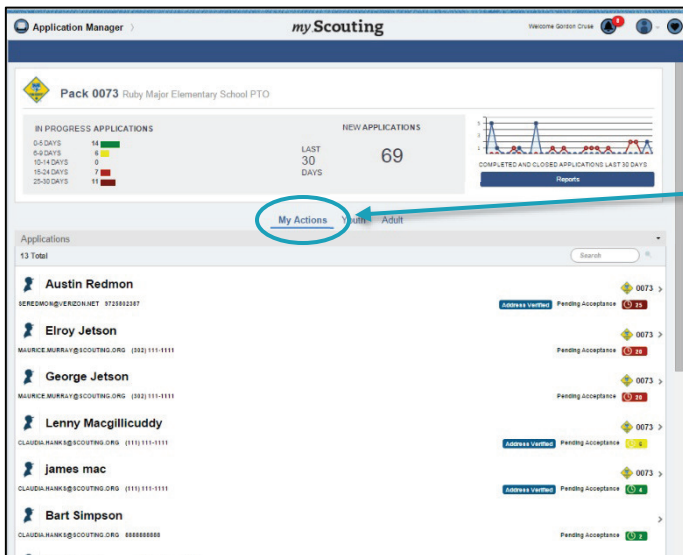 Application Manager
my.Scouting
Welcome Gordon Cruse
Pack 0073 Ruby Major Elementary School PTO
IN PROGRESS APPLICATIONS
0-5 DAYS 14
6-9 DAYS 6
10-14 DAYS 0
15-24 DAYS 7
25-30 DAYS 11
NEW APPLICATIONS
LAST 30 DAYS 69
COMPLETED AND CLOSED APPLICATIONS LAST 30 DAYS
Reports
My Actions Youth Adult
Applications
13 Total Search
Austin Redmon 0073
SEREDMON@VERIZON.NET 9725802387 Address Verified Pending Acceptance 25
Elroy Jetson 0073
MAURICE.MURRAY@SCOUTING.ORG (302) 111-1111 Pending Acceptance 20
George Jetson 0073
MAURICE.MURRAY@SCOUTING.ORG (302) 111-1111 Pending Acceptance 20
Lenny Macgillicuddy 0073
CLAUDIA.HANKS@SCOUTING.ORG (111) 111-1111 Address Verified Pending Acceptance
james mac 0073
CLAUDIA.HANKS@SCOUTING.ORG (111) 111-1111 Address Verified Pending Acceptance 4
Bart Simpson
CLAUDIA.HANKS@SCOUTING.ORG 8888888888 Pending Acceptance 2